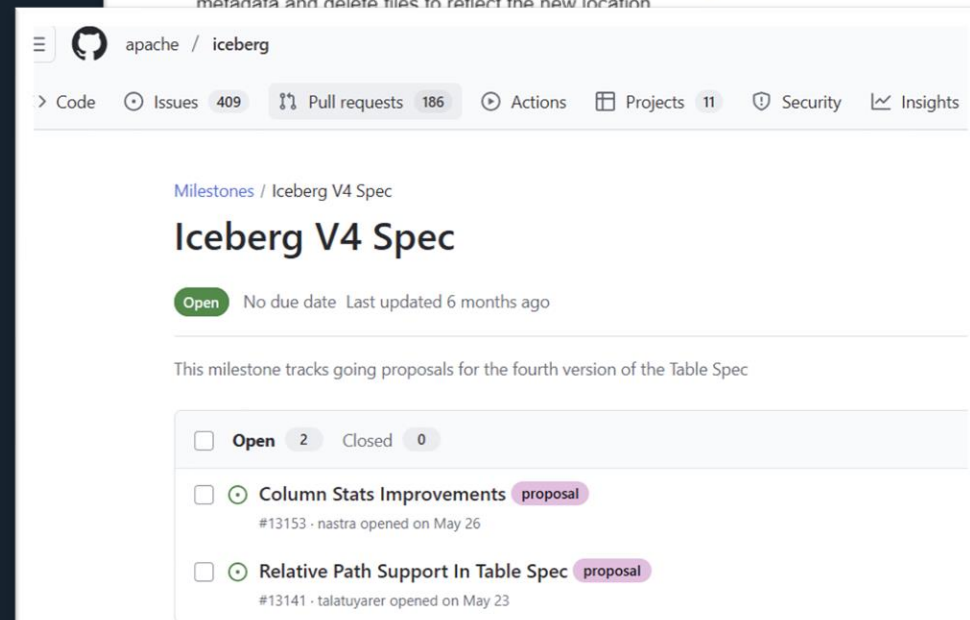 metadata and delete files to reflect the new location
apache / iceberg
Code Issues 409 Pull requests 186 Actions Projects 11 Security Insights
Milestones / Iceberg V4 Spec
Iceberg V4 Spec
Open No due date Last updated 6 months ago
This milestone tracks going proposals for the fourth version of the Table Spec
Open 2 Closed 0
Column Stats Improvements proposal
#13153 · nastra opened on May 26
Relative Path Support In Table Spec proposal
#13141 · talatuyarer opened on May 23